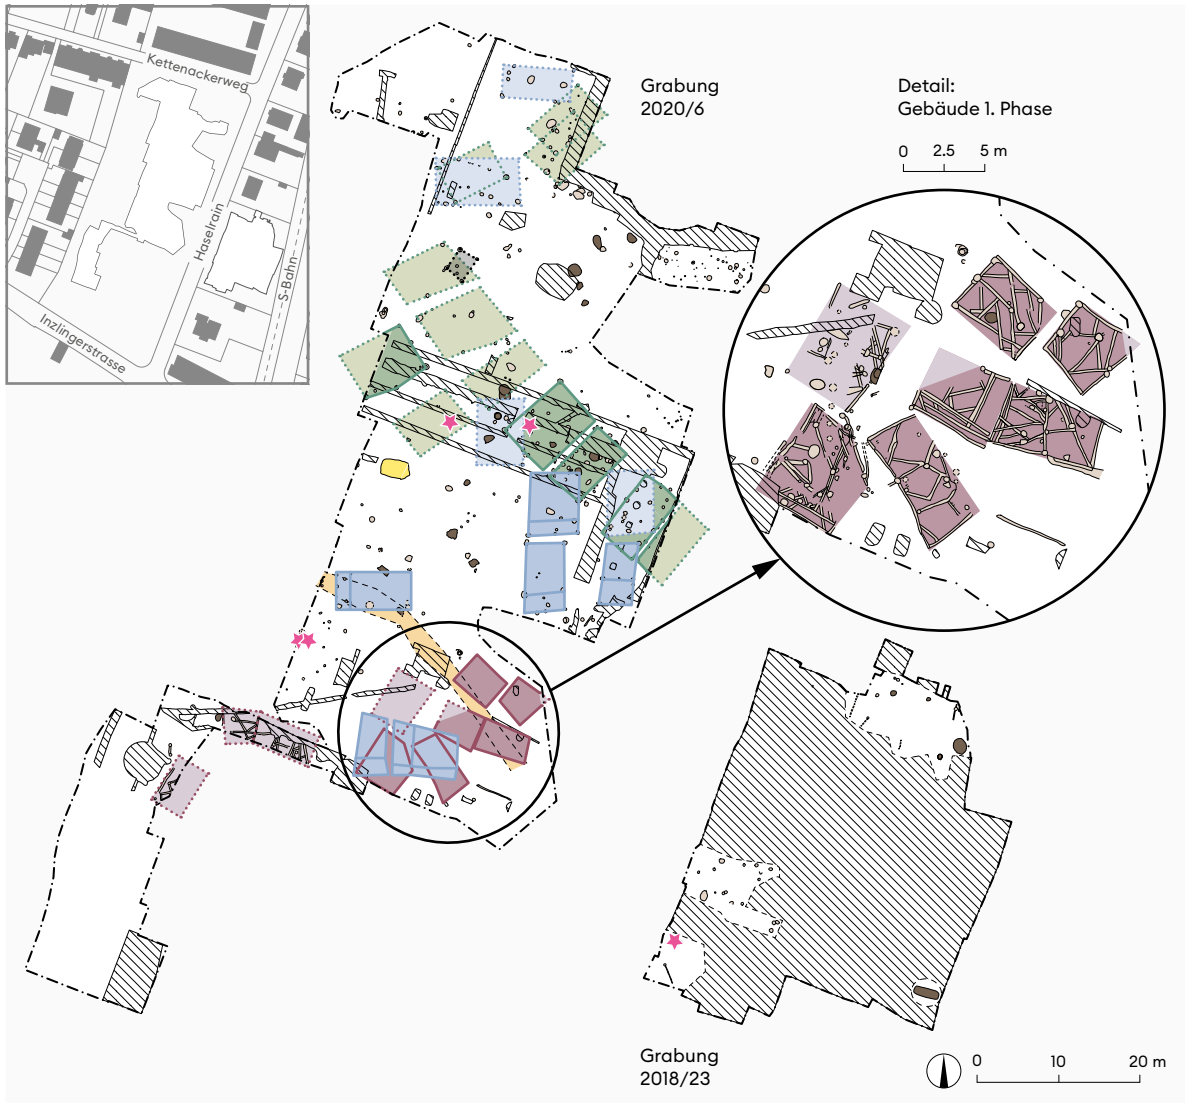 Kettenackerweg
Haselrain
S-Bahn
Inzlingerstrasse
Grabung
2020/6
Detail:
Gebäude 1. Phase
0 2.5 5 m
Grabung
2018/23
0 10 20 m